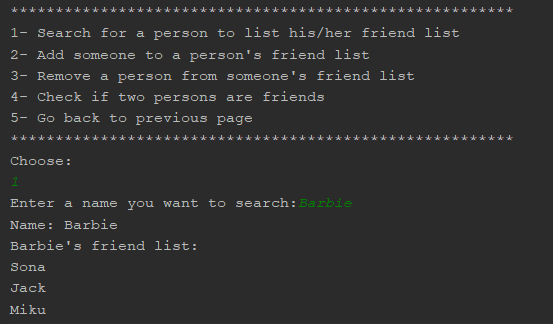 ********************************************************
1- Search for a person to list his/her friend list
2- Add someone to a person's friend list
3- Remove a person from someone's friend list
4- Check if two persons are friends
5- Go back to previous page
********************************************************
Choose:
1
Enter a name you want to search:Barbie
Name: Barbie
Barbie's friend list:
Sona
Jack
Miku